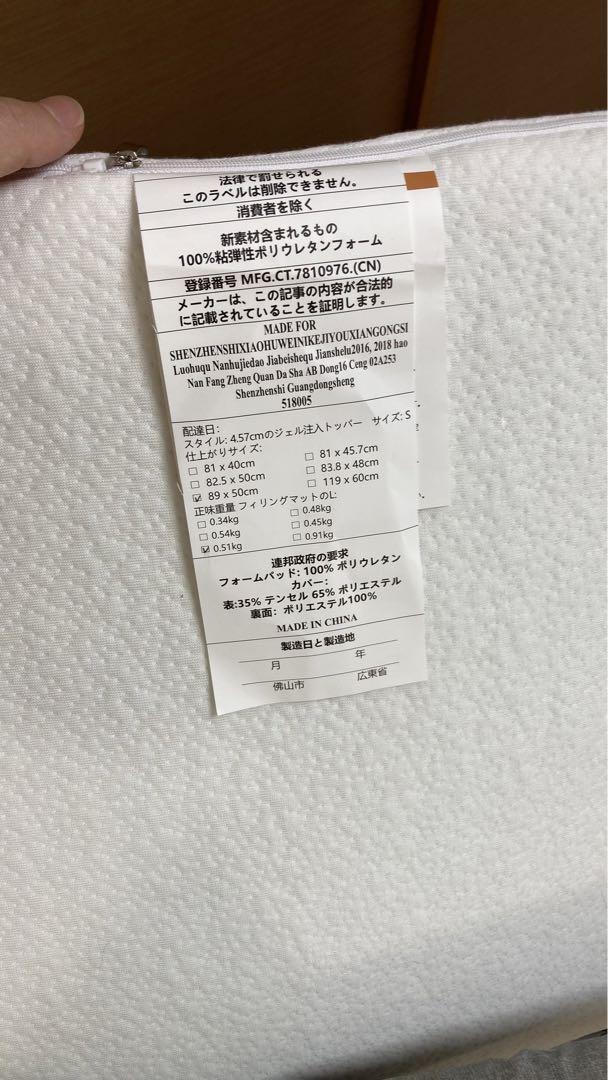 法律で罰せられる
このラベルは削除できません。
消費者を除く
新素材含まれるもの
100%粘弾性ポリウレタンフォーム
登録番号 MFG.CT.7810976.(CN)
メーカーは、この記事の内容が合法的
に記載されていることを証明します。
MADE FOR
SHENZHENSHIXIAOHUWEINIKEJIYOUXIANGONGSI
Luohuqu Nanhujiedao Jiabeishequ Jianshelu2016, 2018 hao
Nan Fang Zheng Quan Da Sha AB Dong16 Ceng 02A253
Shenzhenshi Guangdongsheng
518005
配達日：
スタイル: 4.57cmのジェル注入トッパー サイズ: S
仕上がりサイズ:
□ 81 x 40cm □ 81 x 45.7cm
□ 82.5 x 50cm □ 83.8 x 48cm
☑ 89 x 50cm □ 119 x 60cm
正味重量 フィリングマットのL:
□ 0.34kg □ 0.48kg
□ 0.54kg □ 0.45kg
☑ 0.51kg □ 0.91kg
連邦政府の要求
フォームパッド: 100% ポリウレタン
カバー：
表:35% テンセル 65% ポリエステル
裏面：ポリエステル100%
MADE IN CHINA
製造日と製造地
月 年
佛山市 広東省